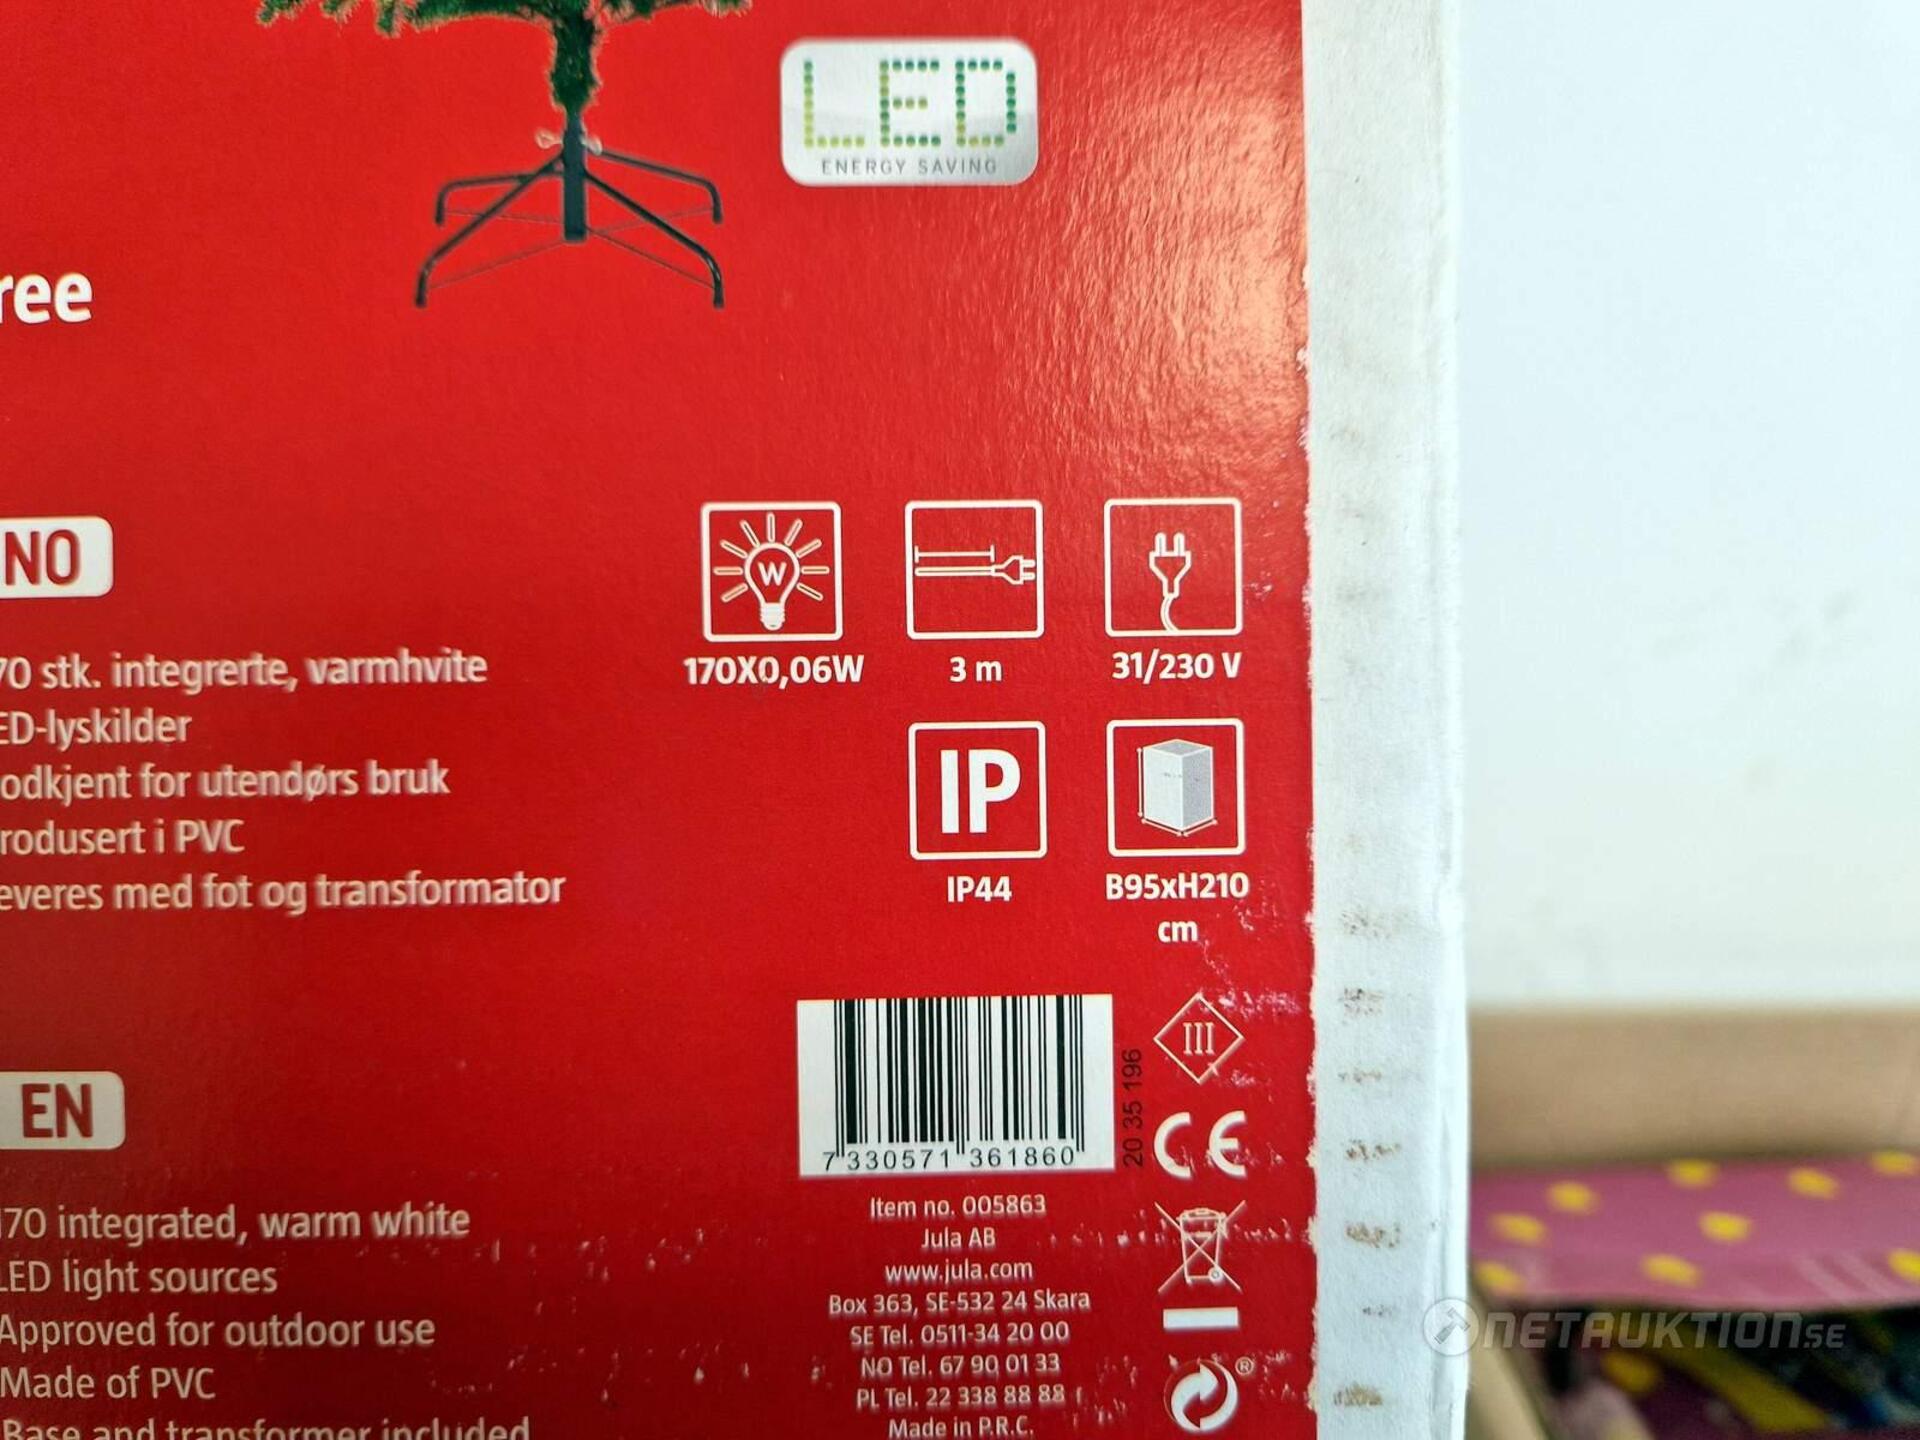 LED
ENERGY SAVING
ree
NO
W
170X0,06W
3 m
31/230 V
70 stk. integrerte, varmhvite
ED-lyskilder
odkjent for utendørs bruk
rodusert i PVC
everes med fot og transformator
IP
IP44
B95xH210
cm
III
20 35 196
CE
7 330571 361860
EN
170 integrated, warm white
LED light sources
Approved for outdoor use
Made of PVC
Base and transformer included
Item no. 005863
Jula AB
www.jula.com
Box 363, SE-532 24 Skara
SE Tel. 0511-34 20 00
NO Tel. 67 90 01 33
PL Tel. 22 338 88 88
Made in P.R.C.
®
NETAUKTION.SE